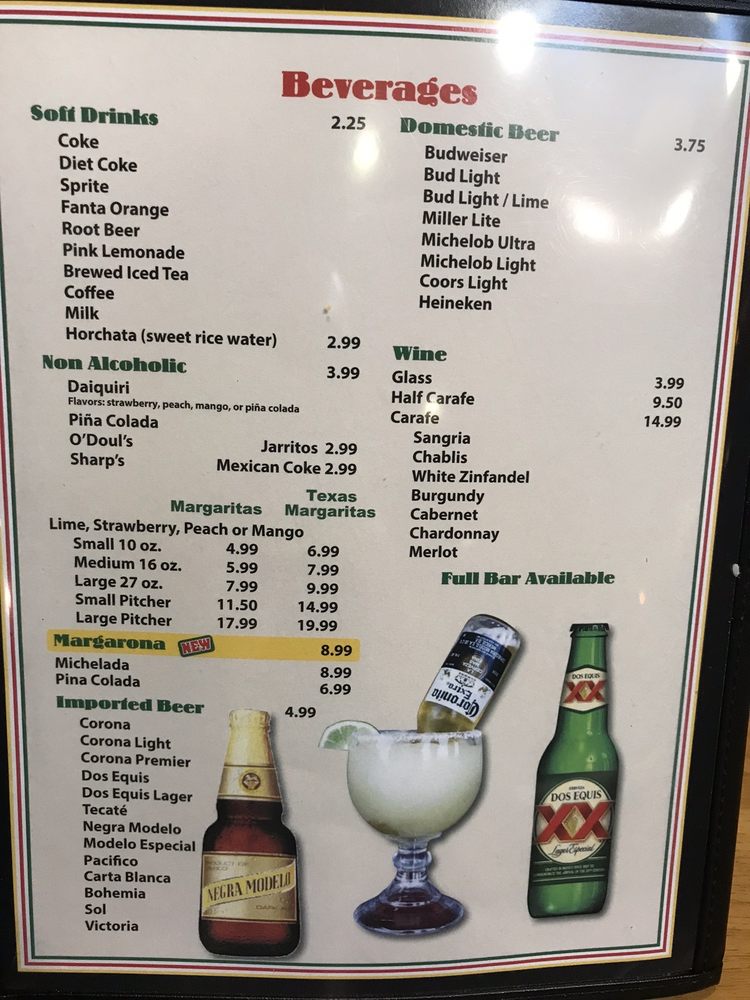 Beverages
Soft Drinks 2.25
Coke
Diet Coke
Sprite
Fanta Orange
Root Beer
Pink Lemonade
Brewed Iced Tea
Coffee
Milk
Horchata (sweet rice water) 2.99
Non Alcoholic 3.99
Daiquiri
Flavors: strawberry, peach, mango, or piña colada
Piña Colada
O'Doul's Jarritos 2.99
Sharp's Mexican Coke 2.99
Margaritas Texas Margaritas
Lime, Strawberry, Peach or Mango
Small 10 oz. 4.99 6.99
Medium 16 oz. 5.99 7.99
Large 27 oz. 7.99 9.99
Small Pitcher 11.50 14.99
Large Pitcher 17.99 19.99
Margarona NEW 8.99
Michelada 8.99
Pina Colada 6.99
Imported Beer 4.99
Corona
Corona Light
Corona Premier
Dos Equis
Dos Equis Lager
Tecaté
Negra Modelo
Modelo Especial
Pacifico
Carta Blanca
Bohemia
Sol
Victoria
Domestic Beer 3.75
Budweiser
Bud Light
Bud Light / Lime
Miller Lite
Michelob Ultra
Michelob Light
Coors Light
Heineken
Wine
Glass 3.99
Half Carafe 9.50
Carafe 14.99
Sangria
Chablis
White Zinfandel
Burgundy
Cabernet
Chardonnay
Merlot
Full Bar Available
NEGRA MODELO
Corona
Extra
DOS EQUIS
XX
DOS EQUIS
XX
Lager Especial